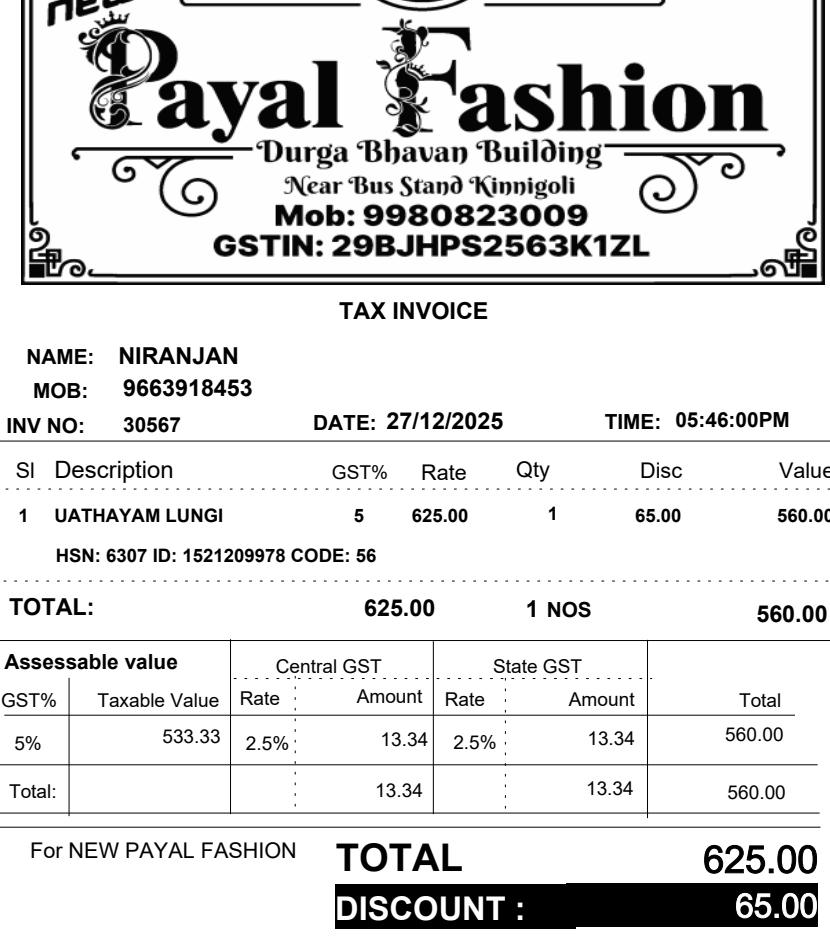 new
Payal Fashion
Durga Bhavan Building
Near Bus Stand Kinnigoli
Mob: 9980823009
GSTIN: 29BJHPS2563K1ZL
TAX INVOICE
NAME: NIRANJAN
MOB: 9663918453
INV NO: 30567 DATE: 27/12/2025 TIME: 05:46:00PM
Sl Description GST% Rate Qty Disc Value
1 UATHAYAM LUNGI 5 625.00 1 65.00 560.00
HSN: 6307 ID: 1521209978 CODE: 56
TOTAL: 625.00 1 NOS 560.00
Assessable value Central GST State GST
GST% Taxable Value Rate Amount Rate Amount Total
5% 533.33 2.5% 13.34 2.5% 13.34 560.00
Total: 13.34 13.34 560.00
For NEW PAYAL FASHION TOTAL 625.00
DISCOUNT : 65.00